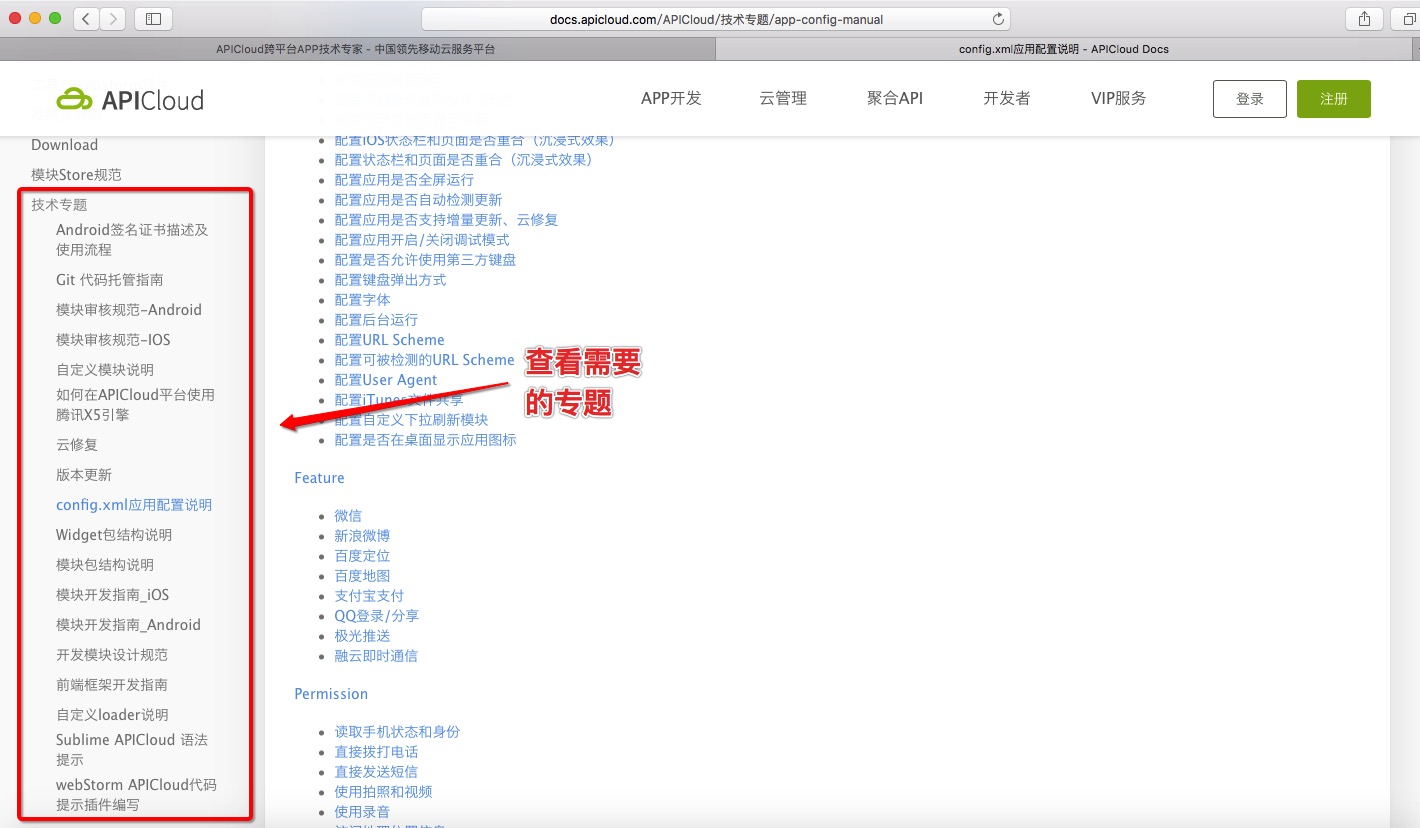 docs.apicloud.com/APICloud/技术专题/app-config-manual
APICloud跨平台APP技术专家 - 中国领先移动云服务平台
config.xml应用配置说明 - APICloud Docs
APICloud
APP开发
云管理
聚合API
开发者
VIP服务
登录
注册
Download
模块Store规范
技术专题
Android签名证书描述及
使用流程
Git 代码托管指南
模块审核规范-Android
模块审核规范-IOS
自定义模块说明
如何在APICloud平台使用
腾讯X5引擎
云修复
版本更新
config.xml应用配置说明
Widget包结构说明
模块包结构说明
模块开发指南_iOS
模块开发指南_Android
开发模块设计规范
前端框架开发指南
自定义loader说明
Sublime APICloud 语法
提示
webStorm APICloud代码
提示插件编写
配置iOS状态栏和页面是否重合（沉浸式效果）
配置状态栏和页面是否重合（沉浸式效果）
配置应用是否全屏运行
配置应用是否自动检测更新
配置应用是否支持增量更新、云修复
配置应用开启/关闭调试模式
配置是否允许使用第三方键盘
配置键盘弹出方式
配置字体
配置后台运行
配置URL Scheme
配置可被检测的URL Scheme
配置User Agent
配置iTunes文件共享
配置自定义下拉刷新模块
配置是否在桌面显示应用图标
查看需要
的专题
Feature
微信
新浪微博
百度定位
百度地图
支付宝支付
QQ登录/分享
极光推送
融云即时通信
Permission
读取手机状态和身份
直接拨打电话
直接发送短信
使用拍照和视频
使用录音